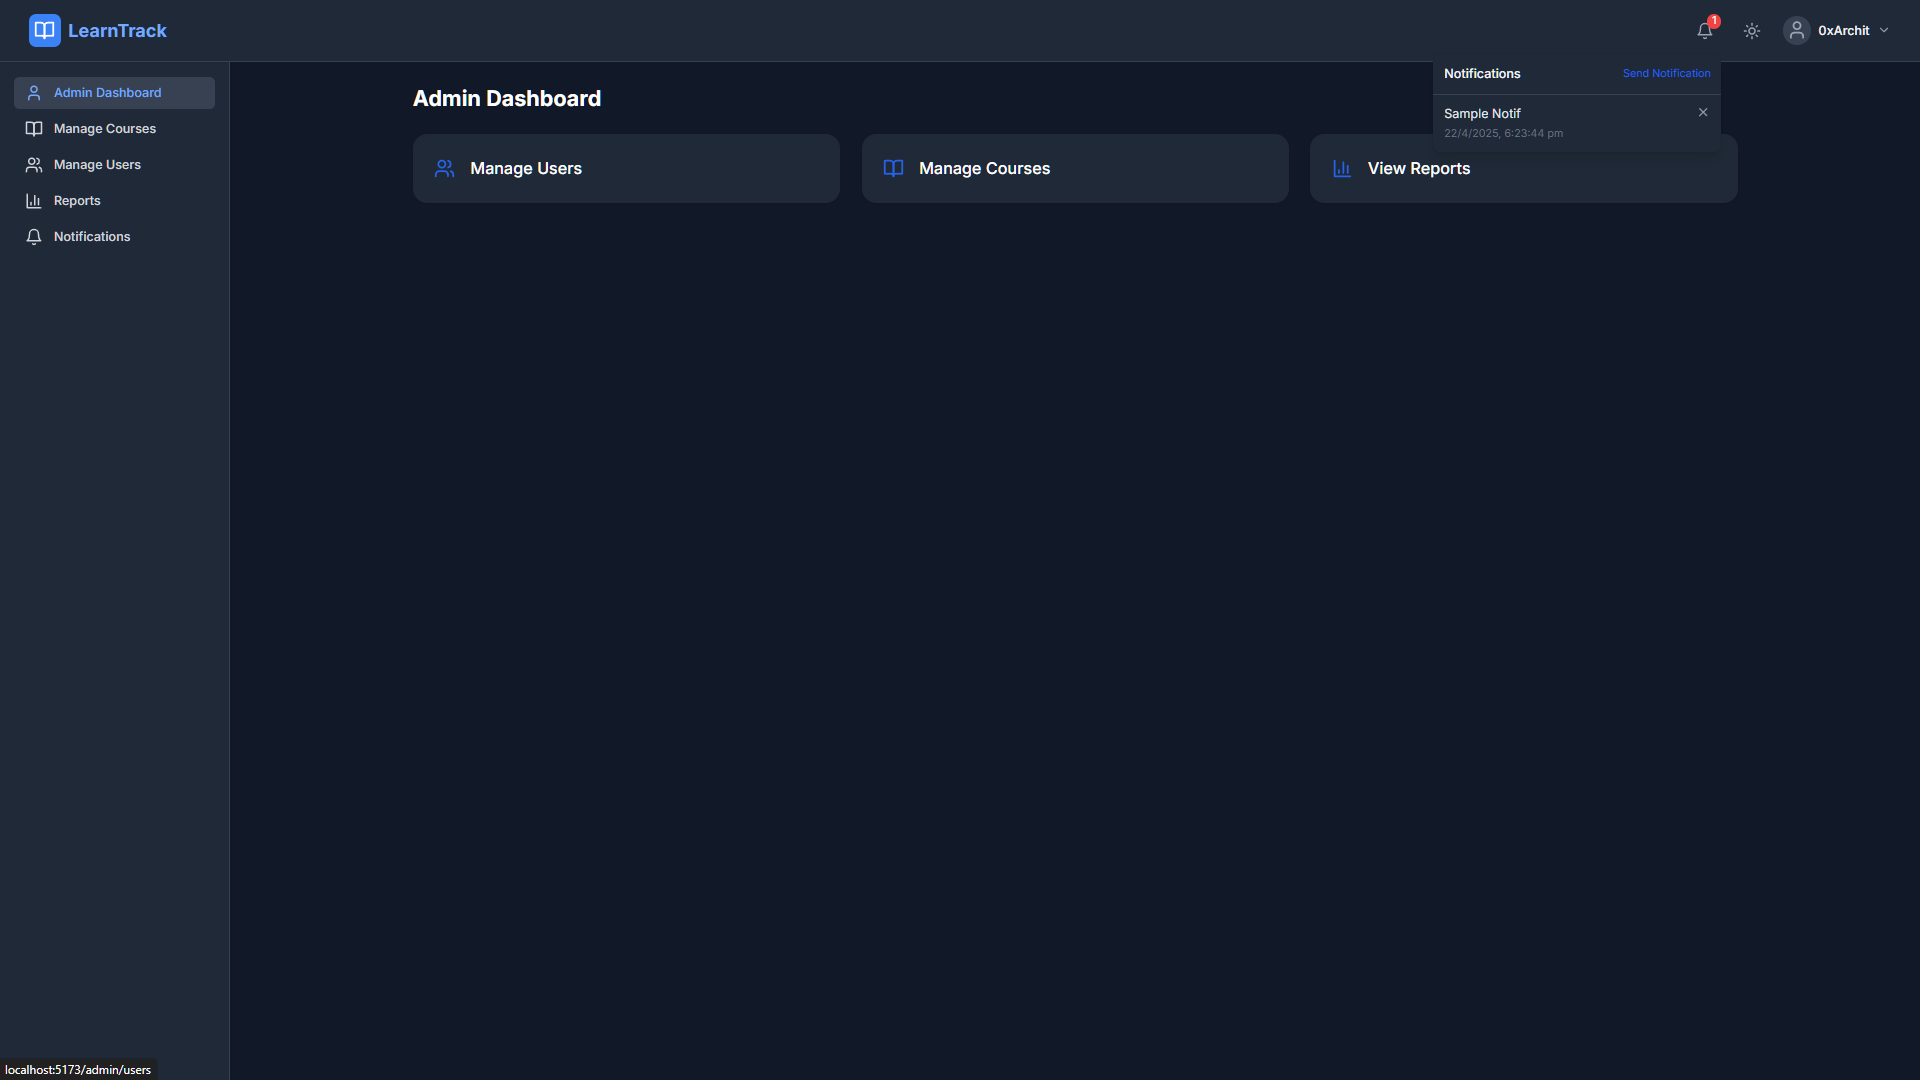 LearnTrack
1
0xArchit
Admin Dashboard
Manage Courses
Manage Users
Reports
Notifications
Admin Dashboard
Manage Users
Manage Courses
View Reports
Notifications
Send Notification
Sample Notif
22/4/2025, 6:23:44 pm
localhost:5173/admin/users